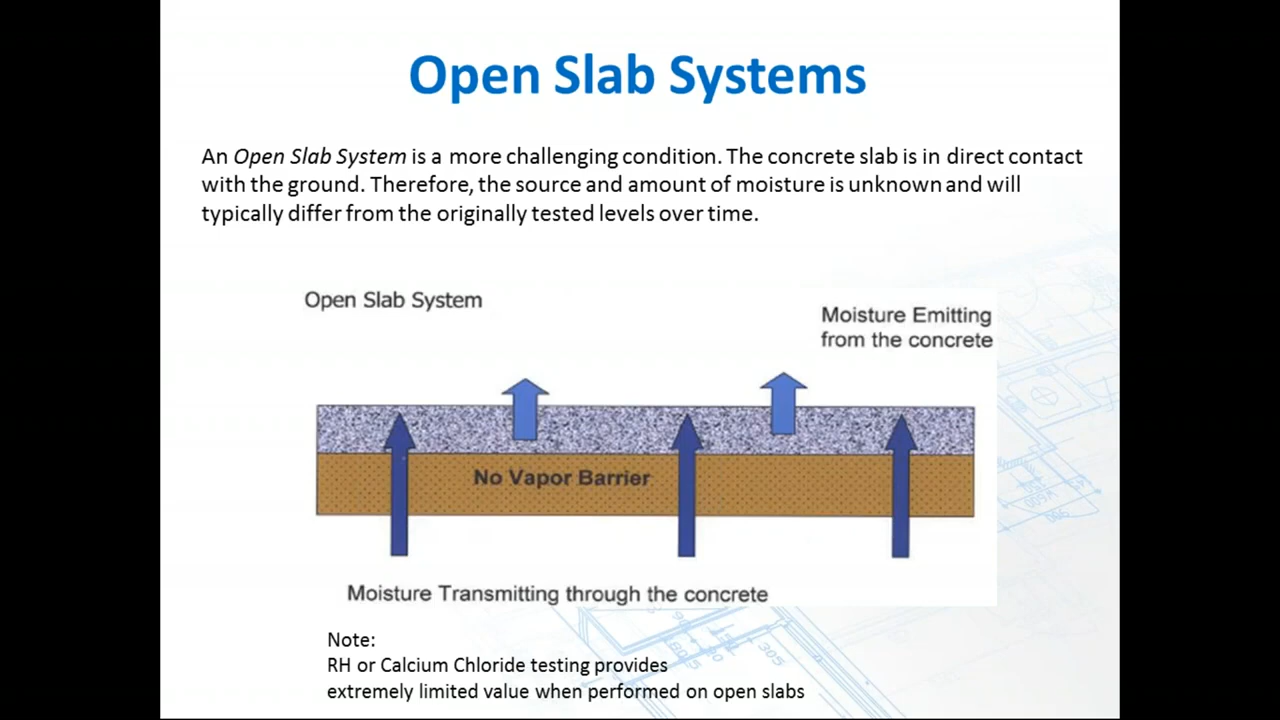 Open Slab Systems
An Open Slab System is a more challenging condition. The concrete slab is in direct contact
with the ground. Therefore, the source and amount of moisture is unknown and will
typically differ from the originally tested levels over time.
Open Slab System
Moisture Emitting
from the concrete
No Vapor Barrier
Moisture Transmitting through the concrete
Note:
RH or Calcium Chloride testing provides
extremely limited value when performed on open slabs
305